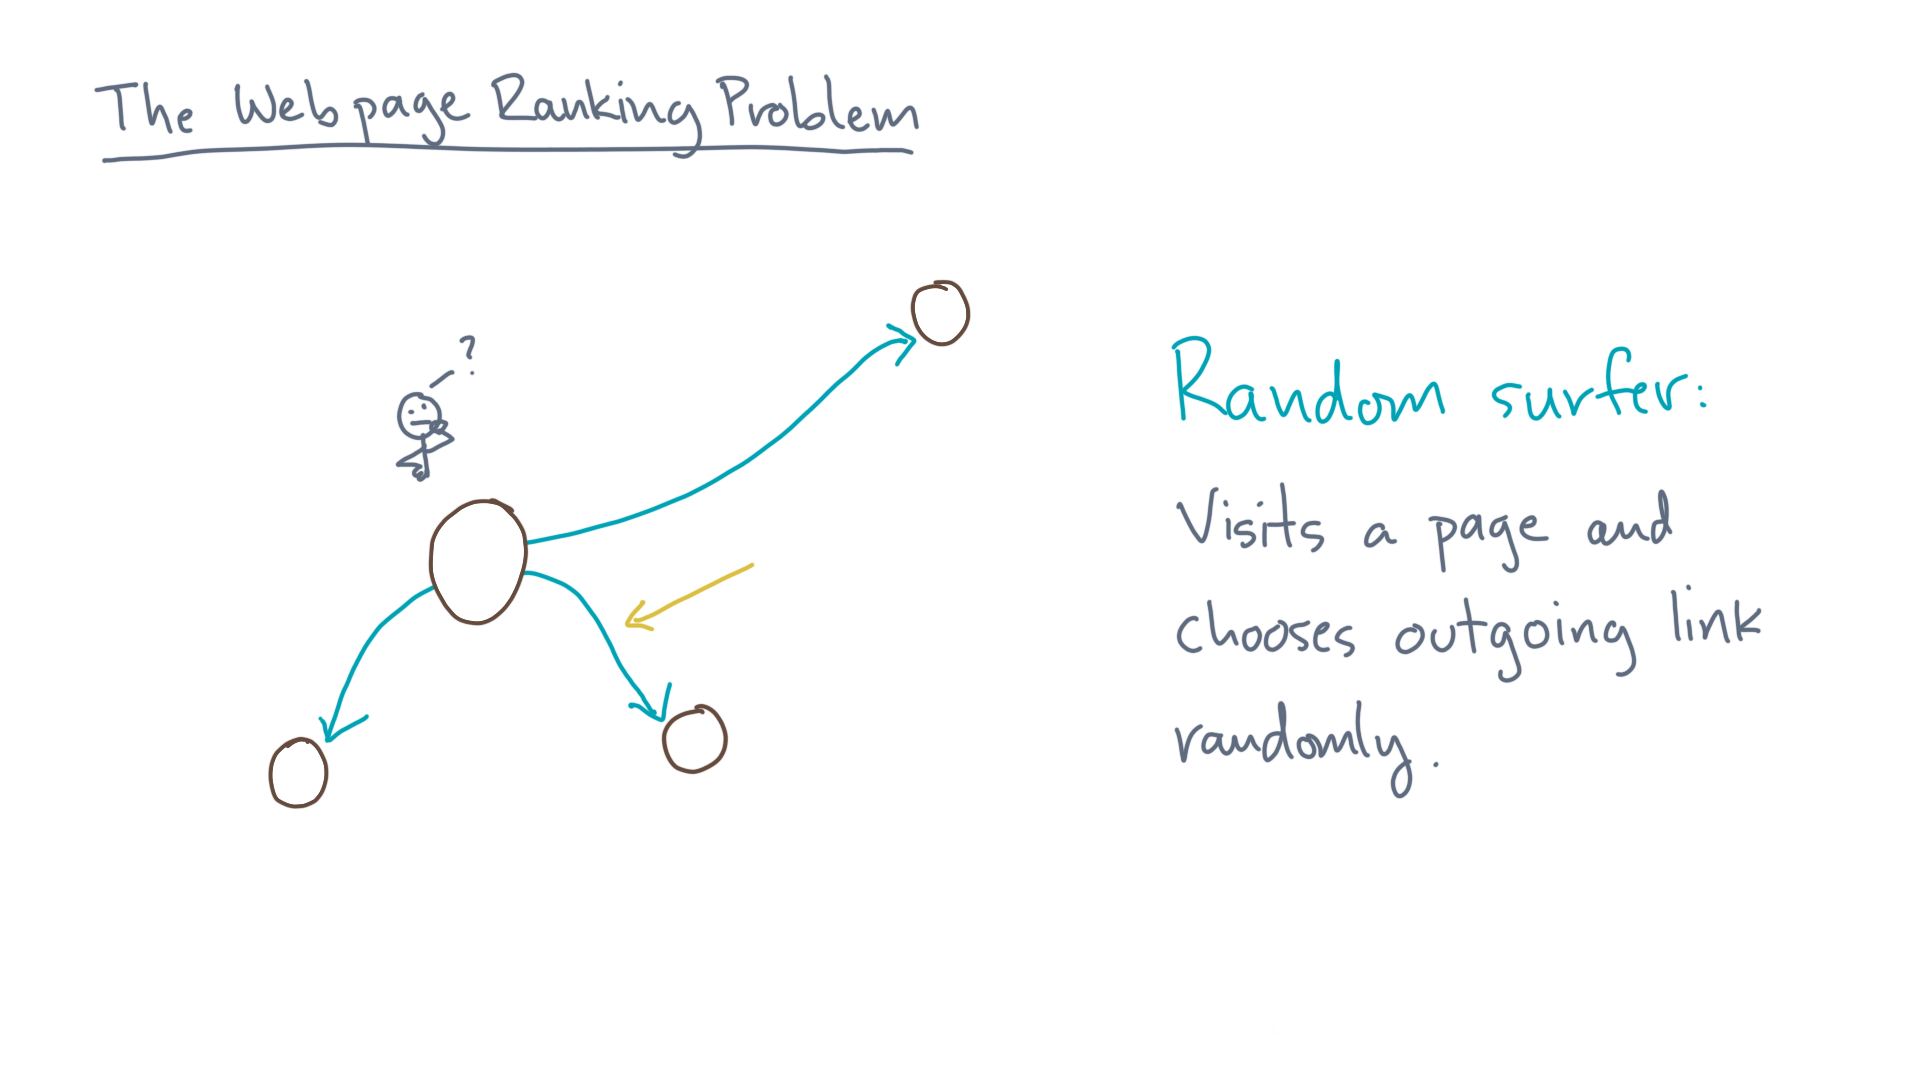 The Webpage Ranking Problem
?
Random surfer:
Visits a page and
chooses outgoing link
randomly.